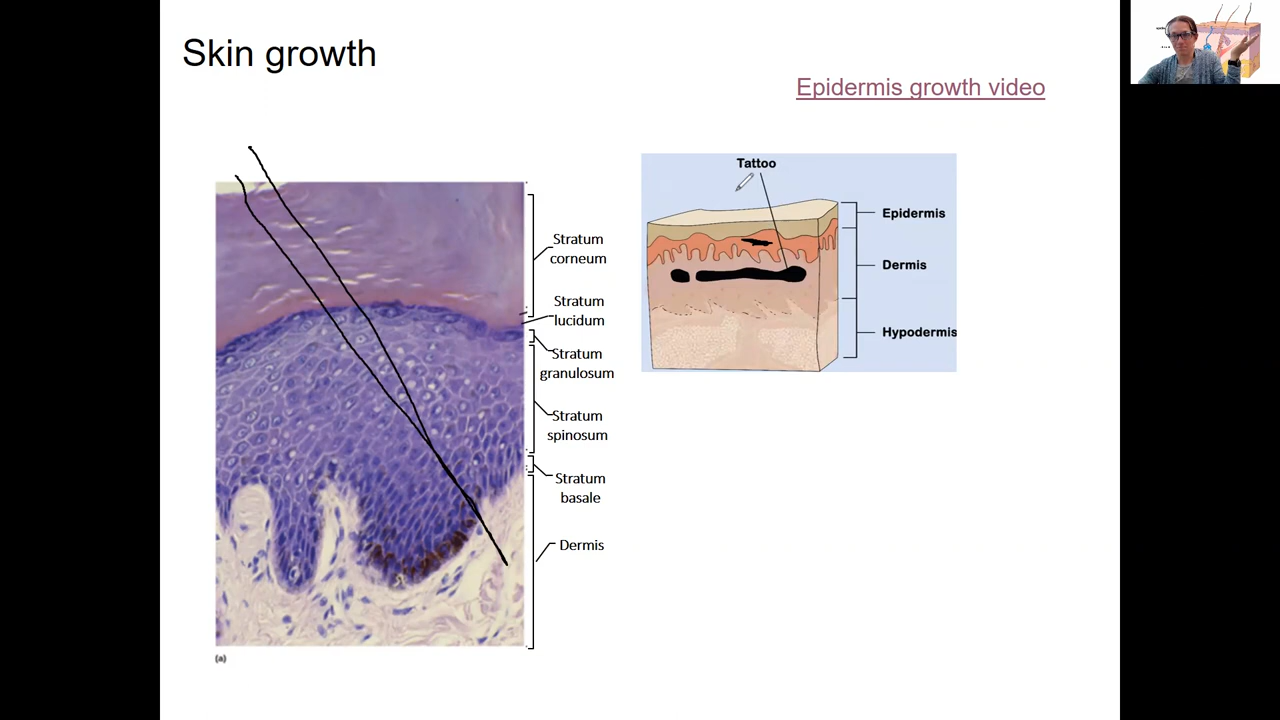 Skin growth
Epidermis growth video
Stratum
corneum
Stratum
lucidum
Stratum
granulosum
Stratum
spinosum
Stratum
basale
Dermis
(a)
Tattoo
Epidermis
Dermis
Hypodermis